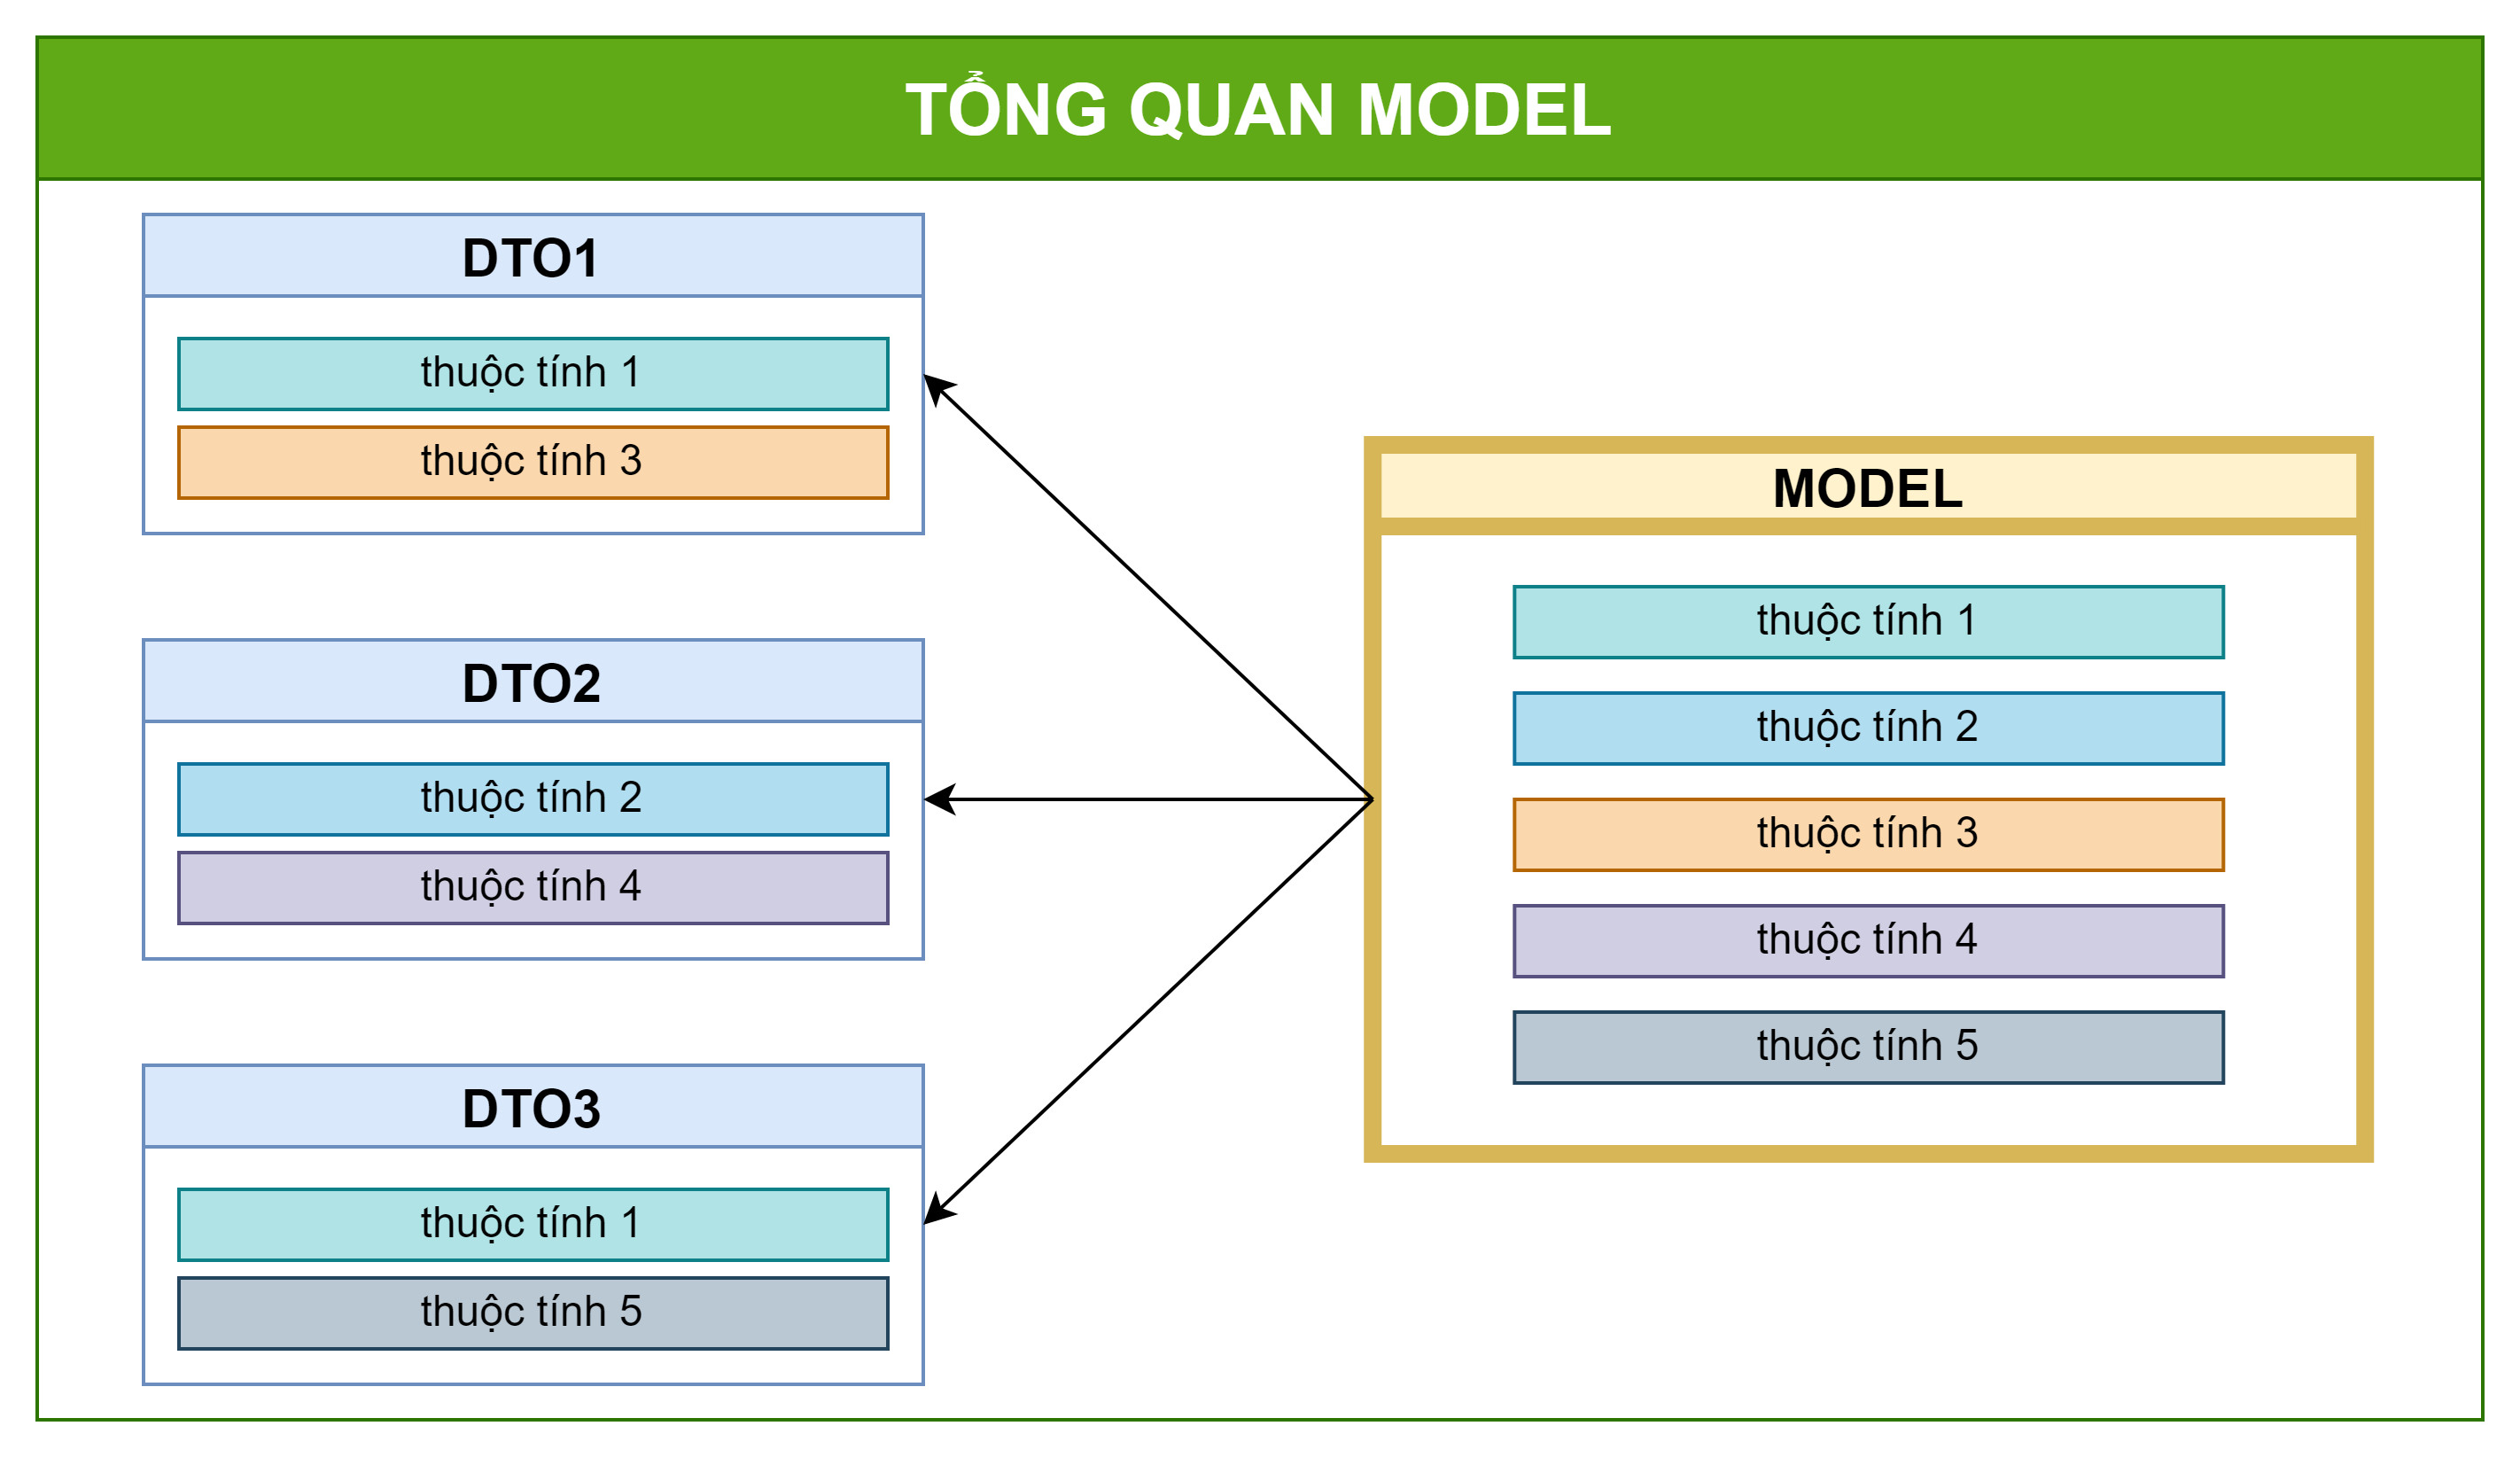 TỔNG QUAN MODEL
DTO1
thuộc tính 1
thuộc tính 3
DTO2
thuộc tính 2
thuộc tính 4
DTO3
thuộc tính 1
thuộc tính 5
MODEL
thuộc tính 1
thuộc tính 2
thuộc tính 3
thuộc tính 4
thuộc tính 5